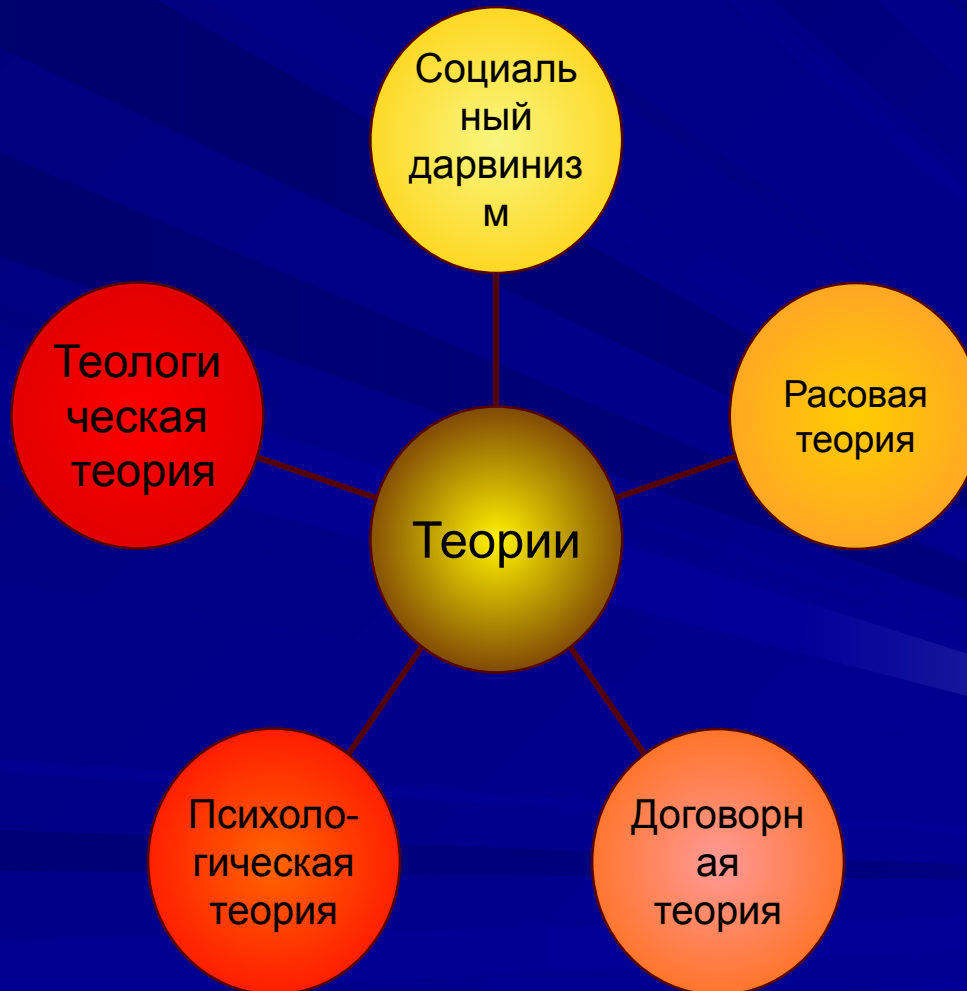 Социаль
ный
дарвиниз
м
Теологи
ческая
теория
Расовая
теория
Теории
Психоло-
гическая
теория
Договорн
ая
теория